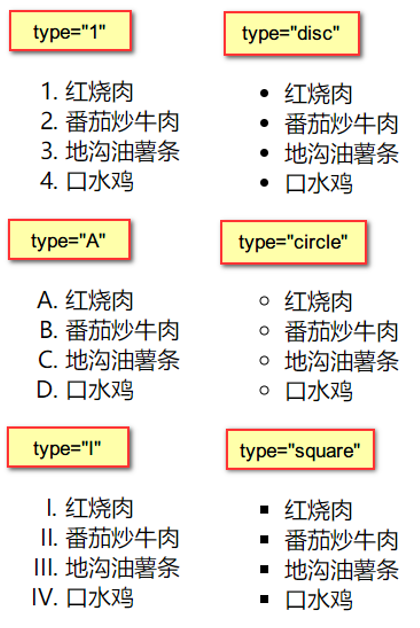 type="1"
1. 红烧肉
2. 番茄炒牛肉
3. 地沟油薯条
4. 口水鸡
type="disc"
• 红烧肉
• 番茄炒牛肉
• 地沟油薯条
• 口水鸡
type="A"
A. 红烧肉
B. 番茄炒牛肉
C. 地沟油薯条
D. 口水鸡
type="circle"
○ 红烧肉
○ 番茄炒牛肉
○ 地沟油薯条
○ 口水鸡
type="I"
I. 红烧肉
II. 番茄炒牛肉
III. 地沟油薯条
IV. 口水鸡
type="square"
▪ 红烧肉
▪ 番茄炒牛肉
▪ 地沟油薯条
▪ 口水鸡